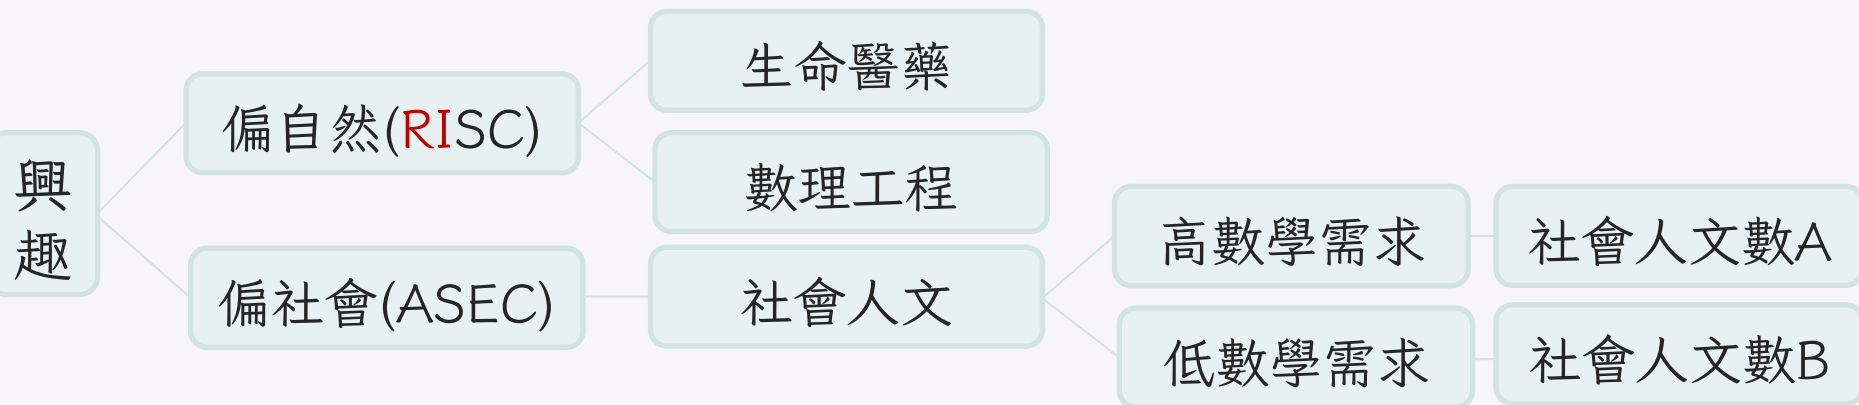 興
趣
偏自然(RISC)
偏社會(ASEC)
生命醫藥
數理工程
社會人文
高數學需求
低數學需求
社會人文數A
社會人文數B